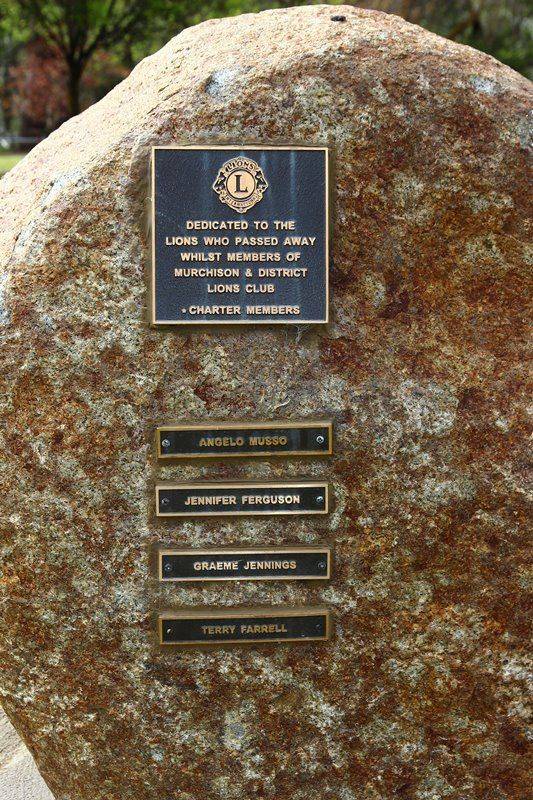 LIONS
L
INTERNATIONAL
DEDICATED TO THE
LIONS WHO PASSED AWAY
WHILST MEMBERS OF
MURCHISON & DISTRICT
LIONS CLUB
★ CHARTER MEMBERS
ANGELO MUSSO
JENNIFER FERGUSON
GRAEME JENNINGS
TERRY FARRELL